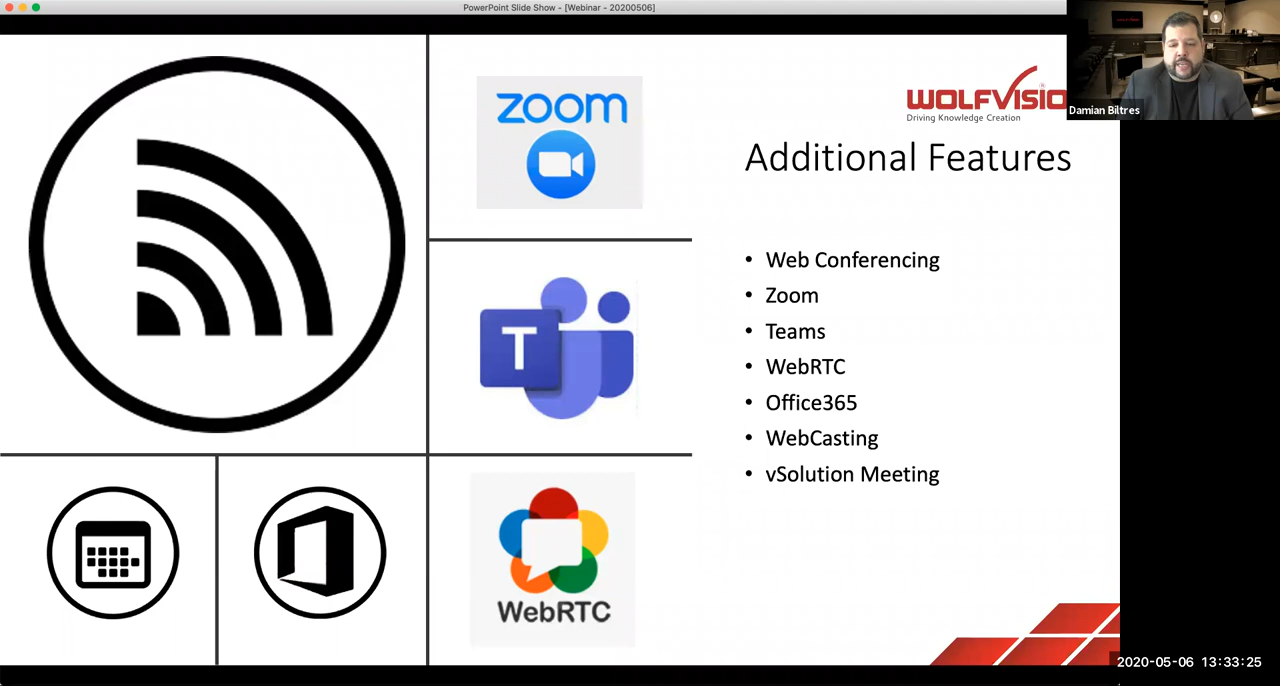 PowerPoint Slide Show - [Webinar - 20200506]
zoom
WOLFVISIO
Driving Knowledge Creation
Damian Biltres
Additional Features
• Web Conferencing
• Zoom
• Teams
• WebRTC
• Office365
• WebCasting
• vSolution Meeting
T
WebRTC
2020-05-06 13:33:25